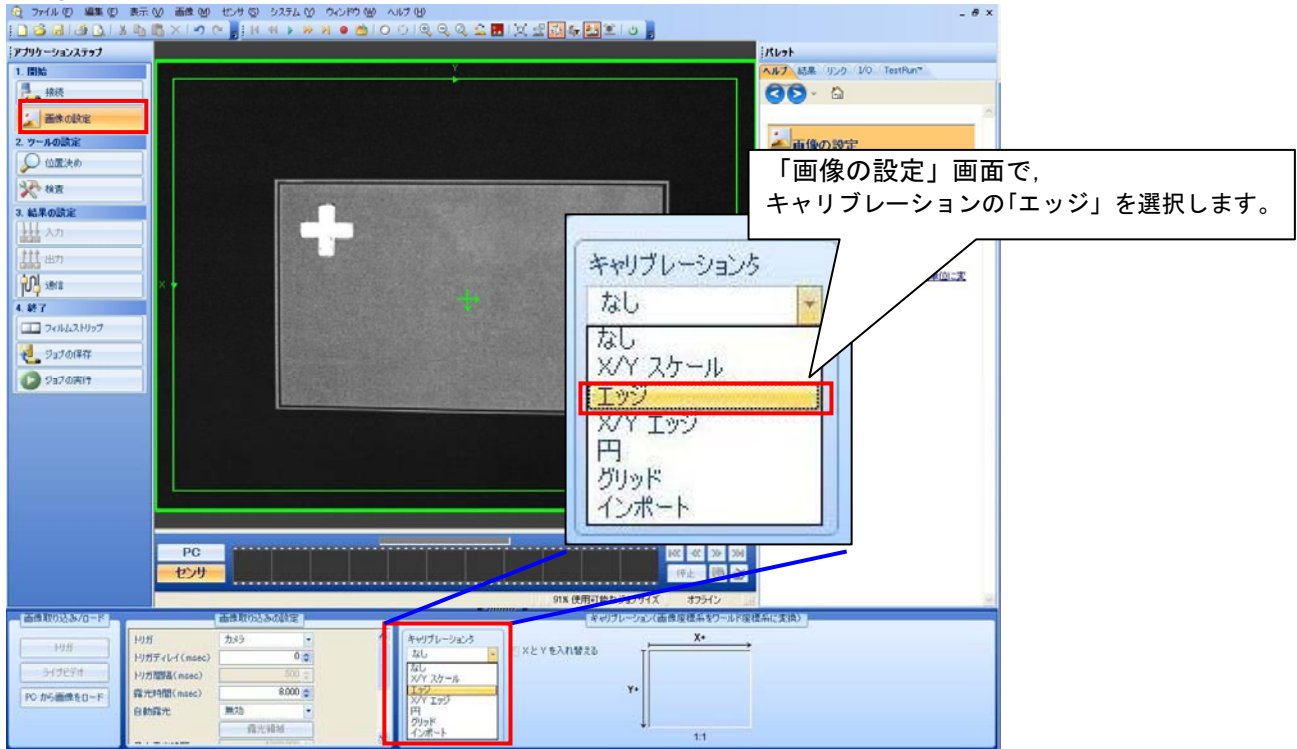 ファイル(F) 編集(E) 表示(V) 画像(M) センサ(S) システム(Y) ウィンドウ(W) ヘルプ(H)
アプリケーションステップ
1. 開始
接続
画像の設定
2. ツールの設定
位置決め
検査
3. 結果の設定
入力
出力
通信
4. 終了
フィルムストリップ
ジョブの保存
ジョブの実行
Y
X
パレット
ヘルプ 結果 リンク I/O TestRun™
画像の設定
「画像の設定」画面で,
キャリブレーションの「エッジ」を選択します。
キャリブレーションタ
なし
なし
X/Y スケール
エッジ
X/Y エッジ
円
グリッド
インポート
PC
センサ
停止
91% 使用可能なジョブサイズ
オフライン
画像取り込み/ロード
トリガ
ライブビデオ
PC から画像をロード
画像取り込みの設定
トリガ カメラ
トリガディレイ(msec) 0
トリガ間隔(msec) 500
露光時間(msec) 8.000
自動露光 無効
露光領域
キャリブレーション(画像座標系をワールド座標系に変換)
キャリブレーションタ
なし
なし
X/Y スケール
エッジ
X/Y エッジ
円
グリッド
インポート
XとYを入れ替える
X+
Y+
1:1